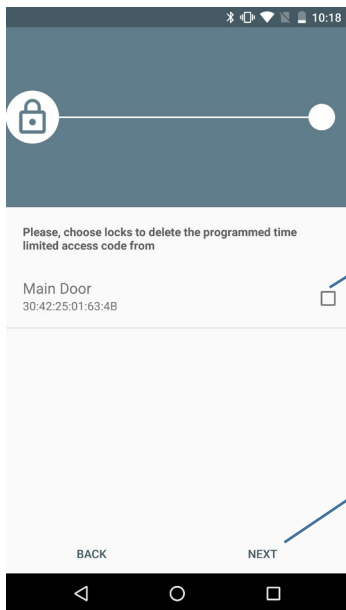 10:18
Please, choose locks to delete the programmed time
limited access code from
Main Door
30:42:25:01:63:4B
BACK NEXT